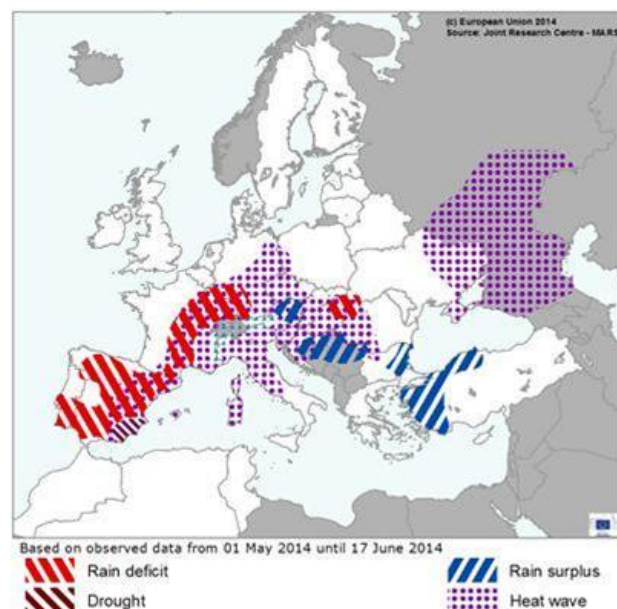 (c) European Union 2014
Source: Joint Research Centre - MARS
Based on observed data from 01 May 2014 until 17 June 2014
Rain deficit
Rain surplus
Drought
Heat wave